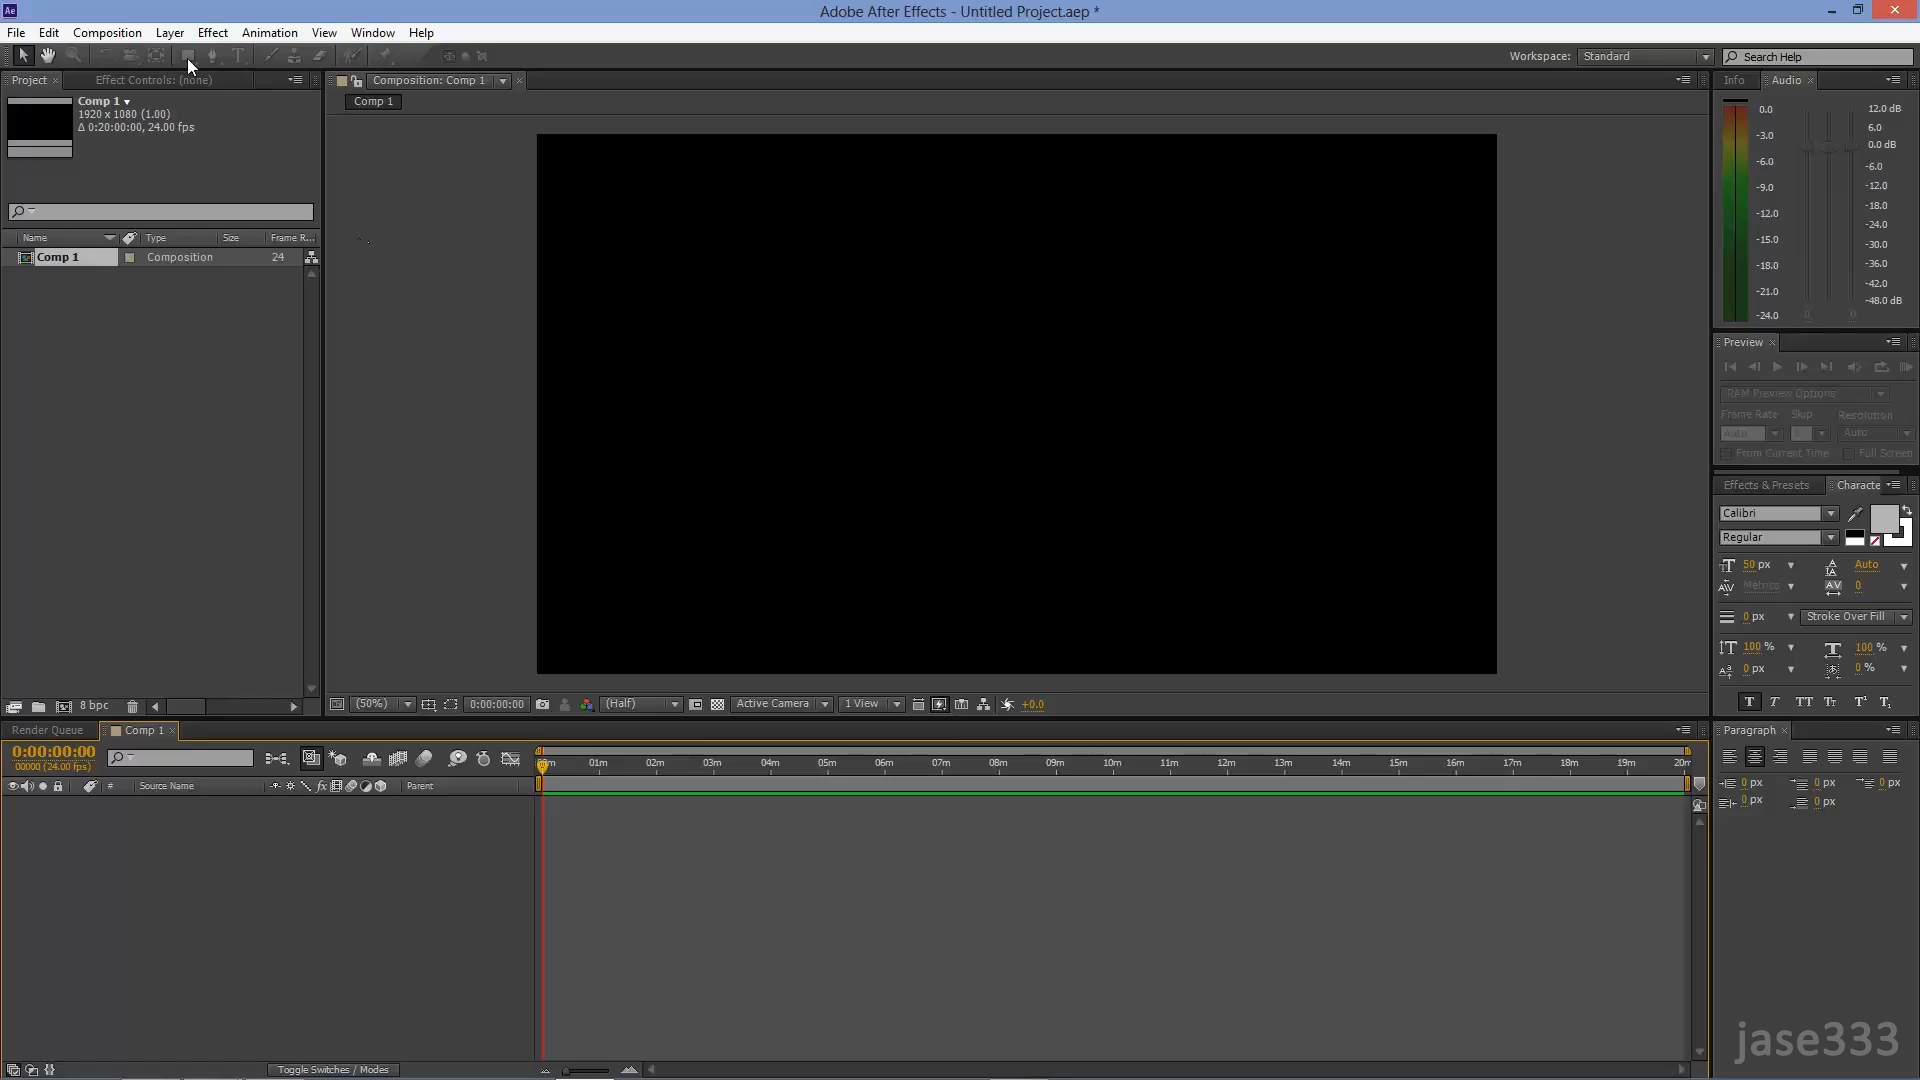 Ae
Adobe After Effects - Untitled Project.aep *
File Edit Composition Layer Effect Animation View Window Help
Workspace: Standard Search Help
Project × Effect Controls: (none) Composition: Comp 1 × Info Audio ×
Comp 1
1920 x 1080 (1.00)
Δ 0:20:00:00, 24.00 fps
Comp 1
0.0
-3.0
-6.0
-9.0
-12.0
-15.0
-18.0
-21.0
-24.0
12.0 dB
6.0
0.0 dB
-6.0
-12.0
-18.0
-24.0
-30.0
-36.0
-42.0
-48.0 dB
0 0
Name Type Size Frame R...
Comp 1 Composition 24
Preview ×
RAM Preview Options
Frame Rate Skip Resolution
Auto Auto
From Current Time Full Screen
Effects & Presets Characte
Calibri
Regular
50 px Auto
Metrics 0
0 px Stroke Over Fill
100 % 100 %
0 px 0 %
T T TT Tт T¹ T₁
8 bpc
(50%) 0:00:00:00 (Half) Active Camera 1 View +0.0
Render Queue Comp 1 ×
0:00:00:00
00000 (24.00 fps)
# Source Name fx Parent
01m 02m 03m 04m 05m 06m 07m 08m 09m 10m 11m 12m 13m 14m 15m 16m 17m 18m 19m 20m
Paragraph ×
0 px 0 px 0 px
0 px 0 px
Toggle Switches / Modes
jase333